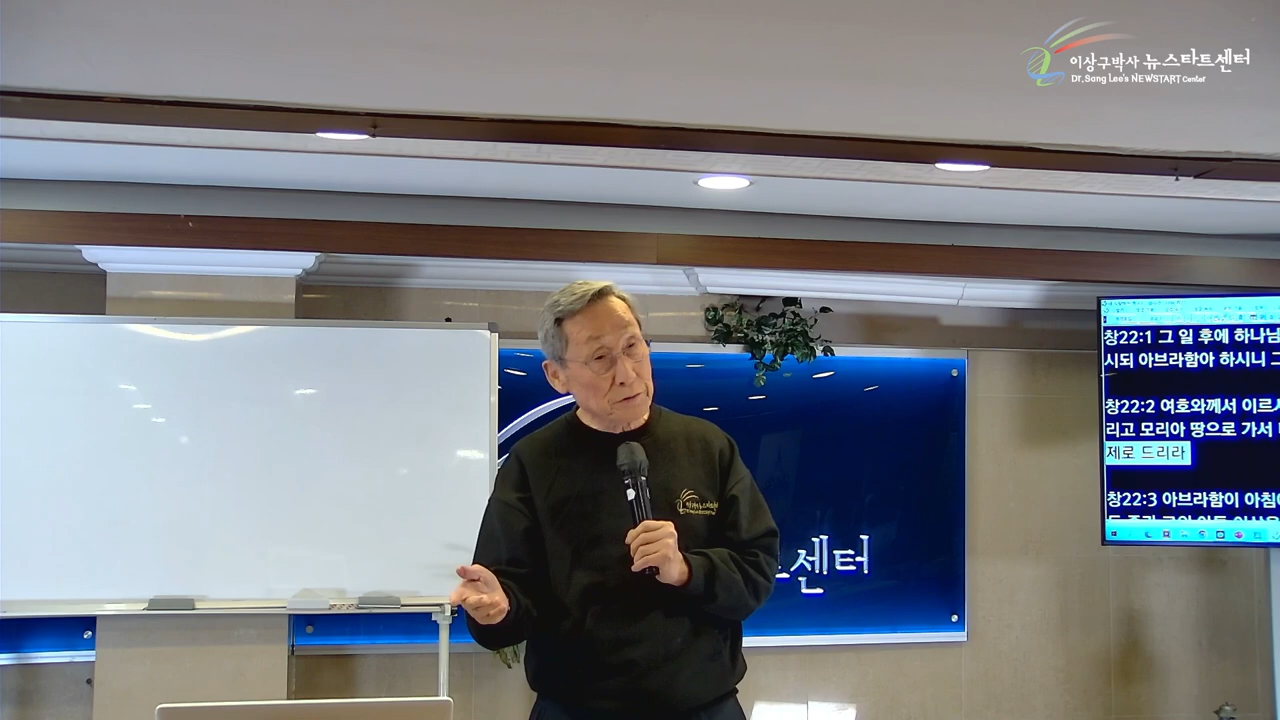 이상구박사 뉴스타트센터
Dr. Sang Lee's NEWSTART Center
창22:1 그 일 후에 하나님
시되 아브라함아 하시니 그
창22:2 여호와께서 이르시
리고 모리아 땅으로 가서
제로 드리라
창22:3 아브라함이 아침에
센터